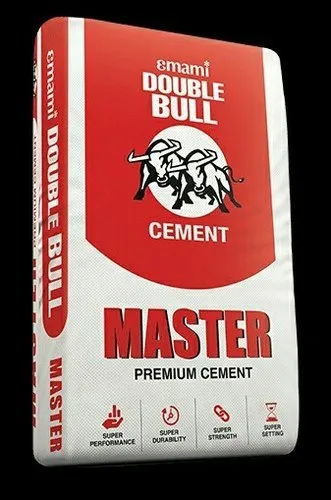 emami
DOUBLE
BULL
CEMENT
MASTER
PREMIUM CEMENT
SUPER
PERFORMANCE
SUPER
DURABILITY
SUPER
STRENGTH
SUPER
SETTING
emami DOUBLE BULL MASTER